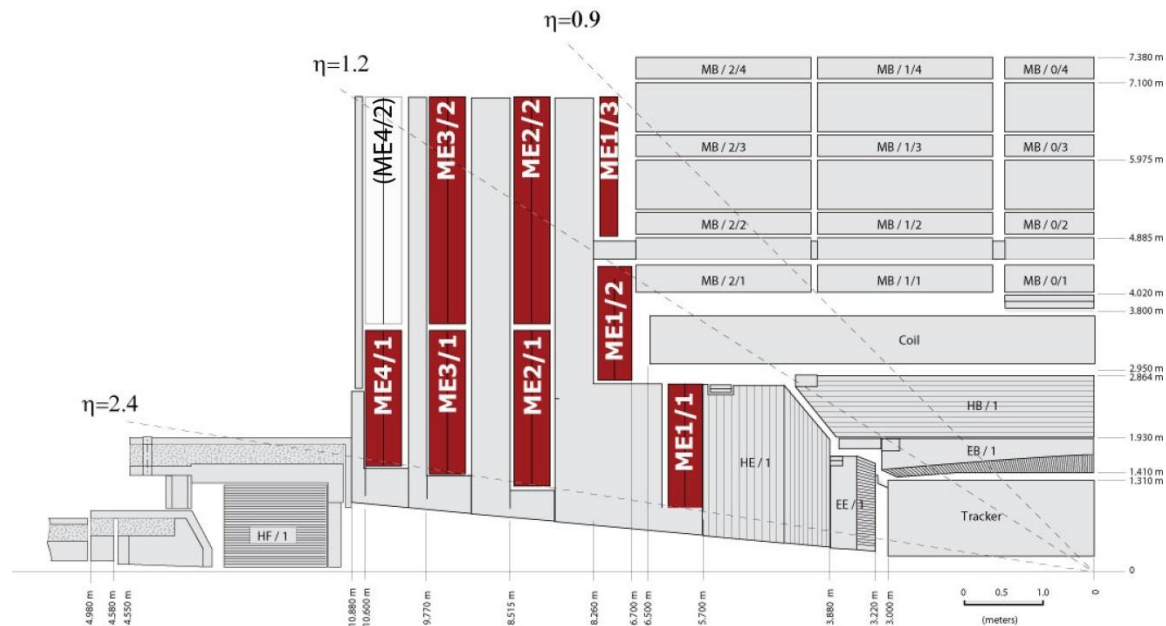 η=0.9
η=1.2
η=2.4
(ME4/2)
ME3/2
ME2/2
ME1/3
ME4/1
ME3/1
ME2/1
ME1/2
ME1/1
MB / 2/4
MB / 1/4
MB / 0/4
MB / 2/3
MB / 1/3
MB / 0/3
MB / 2/2
MB / 1/2
MB / 0/2
MB / 2/1
MB / 1/1
MB / 0/1
Coil
HB / 1
EB / 1
HE / 1
EE / 1
Tracker
HF / 1
7.380 m
7.100 m
5.975 m
4.885 m
4.020 m
3.800 m
2.950 m
2.864 m
1.930 m
1.410 m
1.310 m
0
4.980 m
4.580 m
4.550 m
10.880 m
10.600 m
9.770 m
8.515 m
8.260 m
6.700 m
6.500 m
5.700 m
3.880 m
3.220 m
3.000 m
0
0 0.5 1.0
(meters)